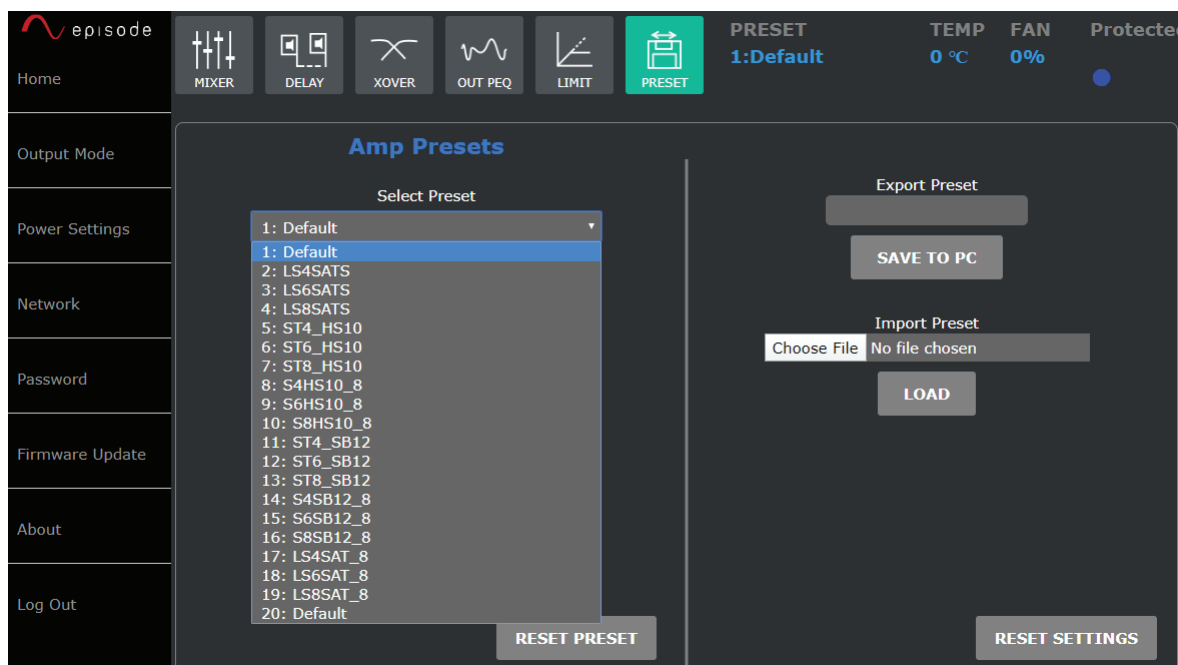 episode
Home
Output Mode
Power Settings
Network
Password
Firmware Update
About
Log Out
MIXER
DELAY
XOVER
OUT PEQ
LIMIT
PRESET
PRESET
1:Default
TEMP
0 °C
FAN
0%
Protected
Amp Presets
Select Preset
1: Default
1: Default
2: LS4SATS
3: LS6SATS
4: LS8SATS
5: ST4_HS10
6: ST6_HS10
7: ST8_HS10
8: S4HS10_8
9: S6HS10_8
10: S8HS10_8
11: ST4_SB12
12: ST6_SB12
13: ST8_SB12
14: S4SB12_8
15: S6SB12_8
16: S8SB12_8
17: LS4SAT_8
18: LS6SAT_8
19: LS8SAT_8
20: Default
RESET PRESET
Export Preset
SAVE TO PC
Import Preset
Choose File No file chosen
LOAD
RESET SETTINGS